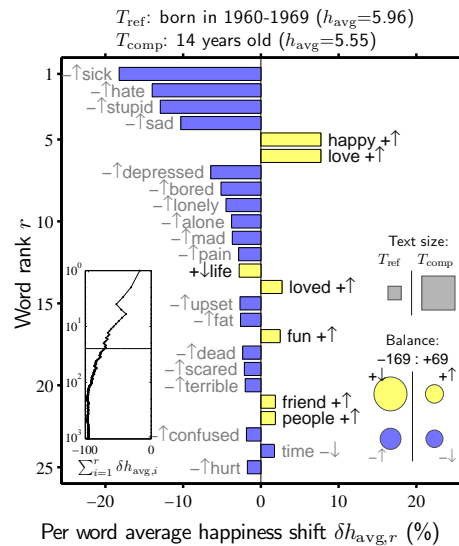 T_ref: born in 1960-1969 (h_avg=5.96)
T_comp: 14 years old (h_avg=5.55)
1
5
10
15
20
25
Word rank r
−↑sick
−↑hate
−↑stupid
−↑sad
happy +↑
love +↑
−↑depressed
−↑bored
−↑lonely
−↑alone
−↑mad
−↑pain
+↓life
loved +↑
−↑upset
−↑fat
fun +↑
−↑dead
−↑scared
−↑terrible
friend +↑
people +↑
−↑confused
time −↓
−↑hurt
Text size:
T_ref T_comp
Balance:
−169 : +69
+↓ +↑
−↑ −↓
10^0
10^1
10^2
10^3
−100 0
∑_{i=1}^{r} δh_{avg,i}
−20 −10 0 10 20
Per word average happiness shift δh_{avg,r} (%)